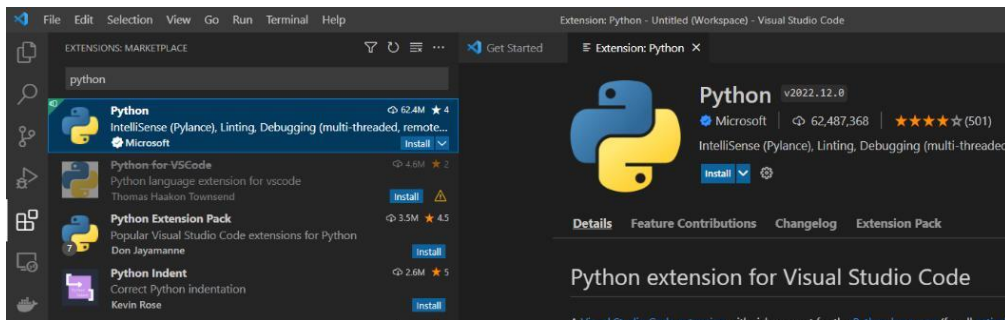 File Edit Selection View Go Run Terminal Help
Extension: Python - Untitled (Workspace) - Visual Studio Code
EXTENSIONS: MARKETPLACE
python
Python 62.4M ★ 4
IntelliSense (Pylance), Linting, Debugging (multi-threaded, remote...
Microsoft Install
Python for VSCode 4.6M ★ 2
Python language extension for vscode
Thomas Haakon Townsend Install
Python Extension Pack 3.5M ★ 4.5
Popular Visual Studio Code extensions for Python
7 Don Jayamanne Install
Python Indent 2.6M ★ 5
Correct Python indentation
Kevin Rose Install
Get Started Extension: Python ×
Python v2022.12.0
Microsoft 62,487,368 ★★★★☆ (501)
IntelliSense (Pylance), Linting, Debugging (multi-threaded
Install
Details Feature Contributions Changelog Extension Pack
Python extension for Visual Studio Code